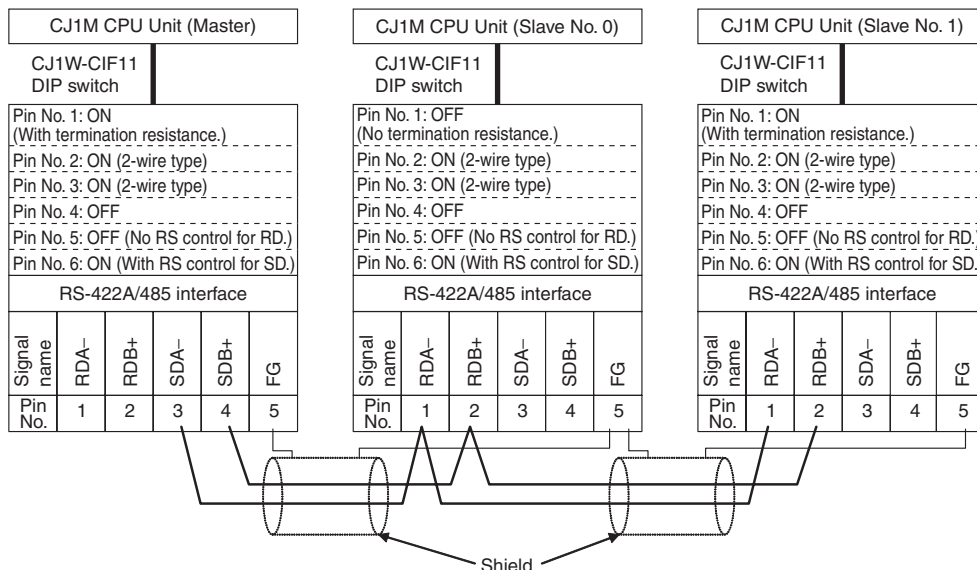 CJ1M CPU Unit (Master)
CJ1W-CIF11
DIP switch
Pin No. 1: ON
(With termination resistance.)
Pin No. 2: ON (2-wire type)
Pin No. 3: ON (2-wire type)
Pin No. 4: OFF
Pin No. 5: OFF (No RS control for RD.)
Pin No. 6: ON (With RS control for SD.)
RS-422A/485 interface
Signal name RDA− RDB+ SDA− SDB+ FG
Pin No. 1 2 3 4 5
CJ1M CPU Unit (Slave No. 0)
CJ1W-CIF11
DIP switch
Pin No. 1: OFF
(No termination resistance.)
Pin No. 2: ON (2-wire type)
Pin No. 3: ON (2-wire type)
Pin No. 4: OFF
Pin No. 5: OFF (No RS control for RD.)
Pin No. 6: ON (With RS control for SD.)
RS-422A/485 interface
Signal name RDA− RDB+ SDA− SDB+ FG
Pin No. 1 2 3 4 5
CJ1M CPU Unit (Slave No. 1)
CJ1W-CIF11
DIP switch
Pin No. 1: ON
(With termination resistance.)
Pin No. 2: ON (2-wire type)
Pin No. 3: ON (2-wire type)
Pin No. 4: OFF
Pin No. 5: OFF (No RS control for RD.)
Pin No. 6: ON (With RS control for SD.
RS-422A/485 interface
Signal name RDA− RDB+ SDA− SDB+ FG
Pin No. 1 2 3 4 5
Shield